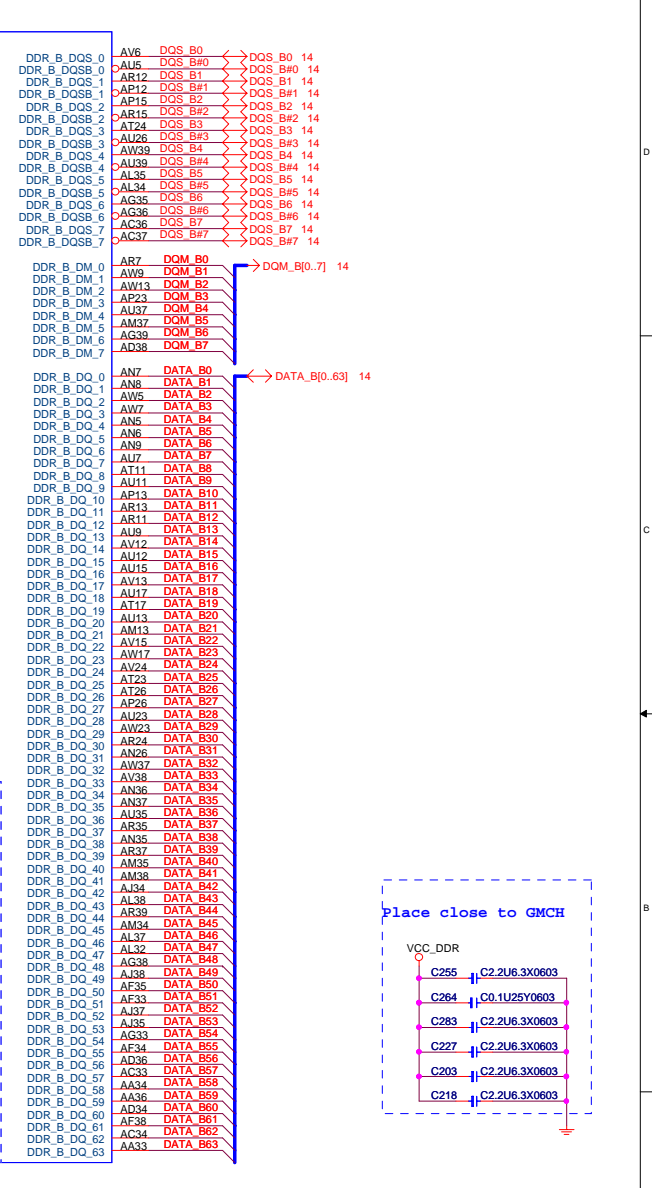 DDR_B_DQS_0 AV6 DQS_B0 DQS_B0 14
DDR_B_DQSB_0 AU5 DQS_B#0 DQS_B#0 14
DDR_B_DQS_1 AR12 DQS_B1 DQS_B1 14
DDR_B_DQSB_1 AP12 DQS_B#1 DQS_B#1 14
DDR_B_DQS_2 AP15 DQS_B2 DQS_B2 14
DDR_B_DQSB_2 AR15 DQS_B#2 DQS_B#2 14
DDR_B_DQS_3 AT24 DQS_B3 DQS_B3 14
DDR_B_DQSB_3 AU26 DQS_B#3 DQS_B#3 14
DDR_B_DQS_4 AW39 DQS_B4 DQS_B4 14
DDR_B_DQSB_4 AU39 DQS_B#4 DQS_B#4 14
DDR_B_DQS_5 AL35 DQS_B5 DQS_B5 14
DDR_B_DQSB_5 AL34 DQS_B#5 DQS_B#5 14
DDR_B_DQS_6 AG35 DQS_B6 DQS_B6 14
DDR_B_DQSB_6 AG36 DQS_B#6 DQS_B#6 14
DDR_B_DQS_7 AC36 DQS_B7 DQS_B7 14
DDR_B_DQSB_7 AC37 DQS_B#7 DQS_B#7 14
D
DDR_B_DM_0 AR7 DQM_B0 DQM_B[0..7] 14
DDR_B_DM_1 AW9 DQM_B1
DDR_B_DM_2 AW13 DQM_B2
DDR_B_DM_3 AP23 DQM_B3
DDR_B_DM_4 AU37 DQM_B4
DDR_B_DM_5 AM37 DQM_B5
DDR_B_DM_6 AG39 DQM_B6
DDR_B_DM_7 AD38 DQM_B7
DDR_B_DQ_0 AN7 DATA_B0 DATA_B[0..63] 14
DDR_B_DQ_1 AN8 DATA_B1
DDR_B_DQ_2 AW5 DATA_B2
DDR_B_DQ_3 AW7 DATA_B3
DDR_B_DQ_4 AN5 DATA_B4
DDR_B_DQ_5 AN6 DATA_B5
DDR_B_DQ_6 AN9 DATA_B6
DDR_B_DQ_7 AU7 DATA_B7
DDR_B_DQ_8 AT11 DATA_B8
DDR_B_DQ_9 AU11 DATA_B9
DDR_B_DQ_10 AP13 DATA_B10
DDR_B_DQ_11 AR13 DATA_B11
DDR_B_DQ_12 AR11 DATA_B12
DDR_B_DQ_13 AU9 DATA_B13
C
DDR_B_DQ_14 AV12 DATA_B14
DDR_B_DQ_15 AU12 DATA_B15
DDR_B_DQ_16 AU15 DATA_B16
DDR_B_DQ_17 AV13 DATA_B17
DDR_B_DQ_18 AU17 DATA_B18
DDR_B_DQ_19 AT17 DATA_B19
DDR_B_DQ_20 AU13 DATA_B20
DDR_B_DQ_21 AM13 DATA_B21
DDR_B_DQ_22 AV15 DATA_B22
DDR_B_DQ_23 AW17 DATA_B23
DDR_B_DQ_24 AV24 DATA_B24
DDR_B_DQ_25 AT23 DATA_B25
DDR_B_DQ_26 AT26 DATA_B26
DDR_B_DQ_27 AP26 DATA_B27
DDR_B_DQ_28 AU23 DATA_B28
DDR_B_DQ_29 AW23 DATA_B29
DDR_B_DQ_30 AR24 DATA_B30
DDR_B_DQ_31 AN26 DATA_B31
DDR_B_DQ_32 AW37 DATA_B32
DDR_B_DQ_33 AV38 DATA_B33
DDR_B_DQ_34 AN36 DATA_B34
DDR_B_DQ_35 AN37 DATA_B35
DDR_B_DQ_36 AU35 DATA_B36
DDR_B_DQ_37 AR35 DATA_B37
DDR_B_DQ_38 AN35 DATA_B38
DDR_B_DQ_39 AR37 DATA_B39
DDR_B_DQ_40 AM35 DATA_B40
DDR_B_DQ_41 AM38 DATA_B41
DDR_B_DQ_42 AJ34 DATA_B42
DDR_B_DQ_43 AL38 DATA_B43
DDR_B_DQ_44 AR39 DATA_B44
DDR_B_DQ_45 AM34 DATA_B45
DDR_B_DQ_46 AL37 DATA_B46
DDR_B_DQ_47 AL32 DATA_B47
DDR_B_DQ_48 AG38 DATA_B48
DDR_B_DQ_49 AJ38 DATA_B49
DDR_B_DQ_50 AF35 DATA_B50
DDR_B_DQ_51 AF33 DATA_B51
DDR_B_DQ_52 AJ37 DATA_B52
DDR_B_DQ_53 AJ35 DATA_B53
DDR_B_DQ_54 AG33 DATA_B54
DDR_B_DQ_55 AF34 DATA_B55
DDR_B_DQ_56 AD36 DATA_B56
DDR_B_DQ_57 AC33 DATA_B57
DDR_B_DQ_58 AA34 DATA_B58
DDR_B_DQ_59 AA36 DATA_B59
DDR_B_DQ_60 AD34 DATA_B60
DDR_B_DQ_61 AF38 DATA_B61
DDR_B_DQ_62 AC34 DATA_B62
DDR_B_DQ_63 AA33 DATA_B63
B
Place close to GMCH
VCC_DDR
C255 C2.2U6.3X0603
C264 C0.1U25Y0603
C283 C2.2U6.3X0603
C227 C2.2U6.3X0603
C203 C2.2U6.3X0603
C218 C2.2U6.3X0603